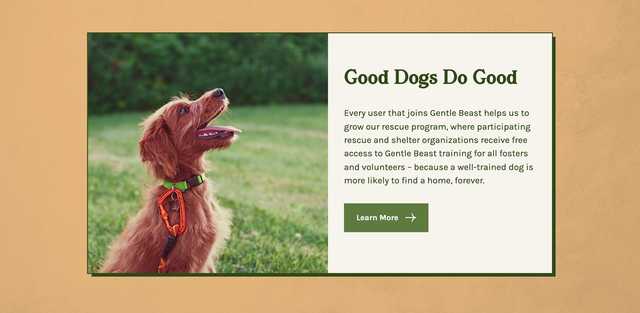 Good Dogs Do Good
Every user that joins Gentle Beast helps us to
grow our rescue program, where participating
rescue and shelter organizations receive free
access to Gentle Beast training for all fosters
and volunteers – because a well-trained dog is
more likely to find a home, forever.
Learn More